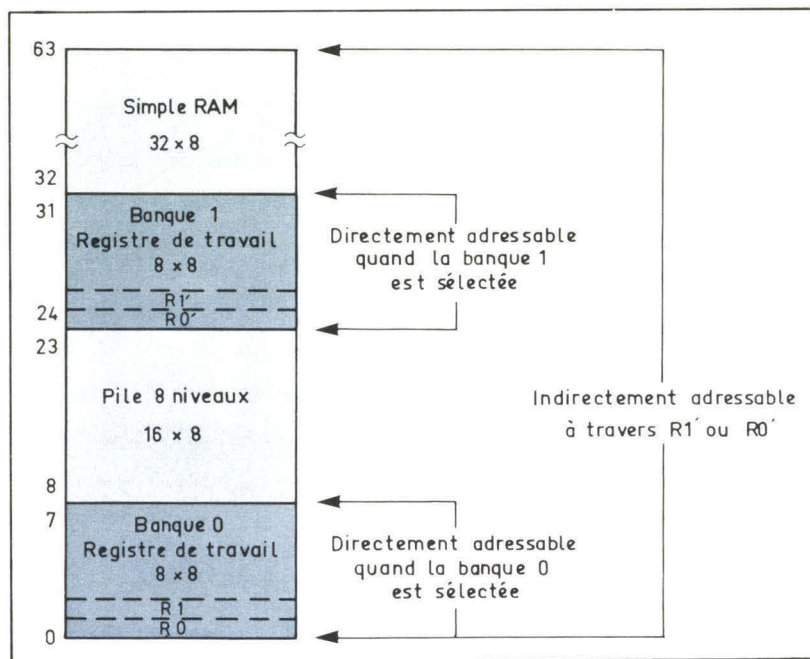 63
Simple RAM
32 × 8
32
31
Banque 1
Registre de travail
8 × 8
R1′
24
R0′
23
Pile 8 niveaux
16 × 8
8
7
Banque 0
Registre de travail
8 × 8
R1
0
R0
Directement adressable
quand la banque 1
est sélectée
Indirectement adressable
à travers R1′ ou R0′
Directement adressable
quand la banque 0
est sélectée